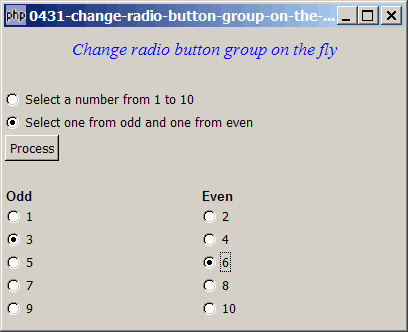 php 0431-change-radio-button-group-on-the-...
Change radio button group on the fly
Select a number from 1 to 10
Select one from odd and one from even
Process
Odd Even
1 2
3 4
5 6
7 8
9 10